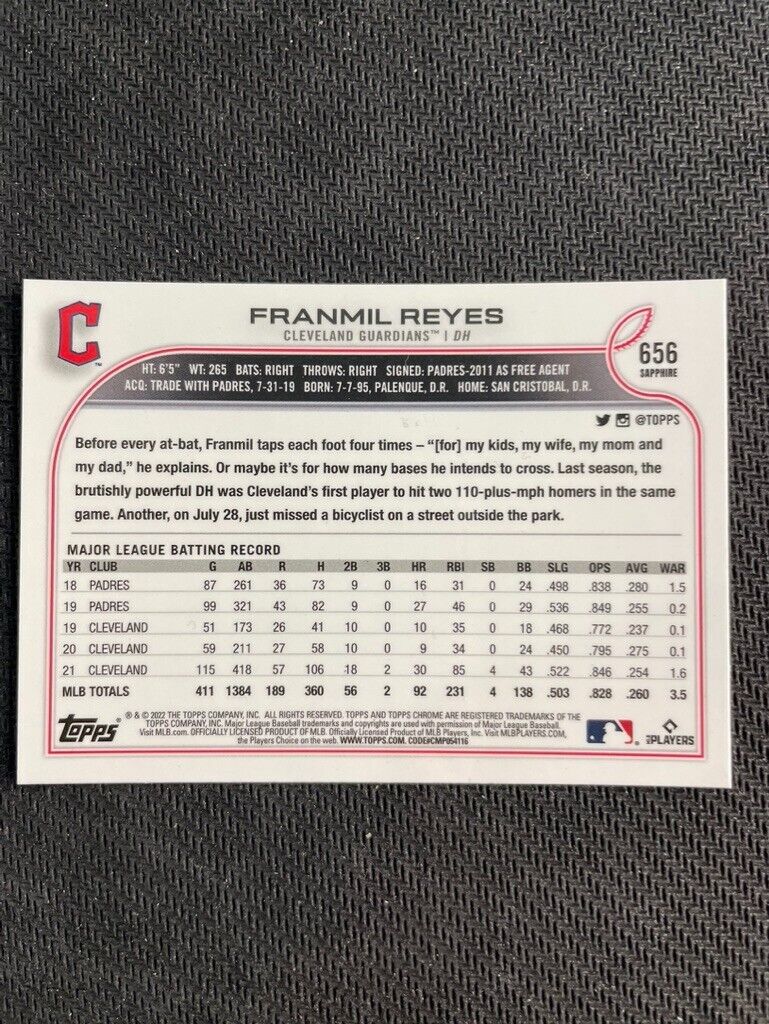 C
™
FRANMIL REYES
CLEVELAND GUARDIANS™ | DH
656
SAPPHIRE
HT: 6'5" WT: 265 BATS: RIGHT THROWS: RIGHT SIGNED: PADRES-2011 AS FREE AGENT
ACQ: TRADE WITH PADRES, 7-31-19 BORN: 7-7-95, PALENQUE, D.R. HOME: SAN CRISTOBAL, D.R.
@TOPPS
Before every at-bat, Franmil taps each foot four times – “[for] my kids, my wife, my mom and
my dad,” he explains. Or maybe it’s for how many bases he intends to cross. Last season, the
brutishly powerful DH was Cleveland’s first player to hit two 110-plus-mph homers in the same
game. Another, on July 28, just missed a bicyclist on a street outside the park.
MAJOR LEAGUE BATTING RECORD
YR CLUB G AB R H 2B 3B HR RBI SB BB SLG OPS AVG WAR
18 PADRES 87 261 36 73 9 0 16 31 0 24 .498 .838 .280 1.5
19 PADRES 99 321 43 82 9 0 27 46 0 29 .536 .849 .255 0.2
19 CLEVELAND 51 173 26 41 10 0 10 35 0 18 .468 .772 .237 0.1
20 CLEVELAND 59 211 27 58 10 0 9 34 0 24 .450 .795 .275 0.1
21 CLEVELAND 115 418 57 106 18 2 30 85 4 43 .522 .846 .254 1.6
MLB TOTALS 411 1384 189 360 56 2 92 231 4 138 .503 .828 .260 3.5
Topps®
® & © 2022 THE TOPPS COMPANY, INC. ALL RIGHTS RESERVED. TOPPS AND TOPPS CHROME ARE REGISTERED TRADEMARKS OF THE
TOPPS COMPANY, INC. Major League Baseball trademarks and copyrights are used with permission of Major League Baseball.
Visit MLB.com. OFFICIALLY LICENSED PRODUCT OF MLB. Officially Licensed Product of MLB Players, Inc. Visit MLBPLAYERS.COM,
the Players Choice on the web. WWW.TOPPS.COM. CODE#CMP054116
PLAYERS